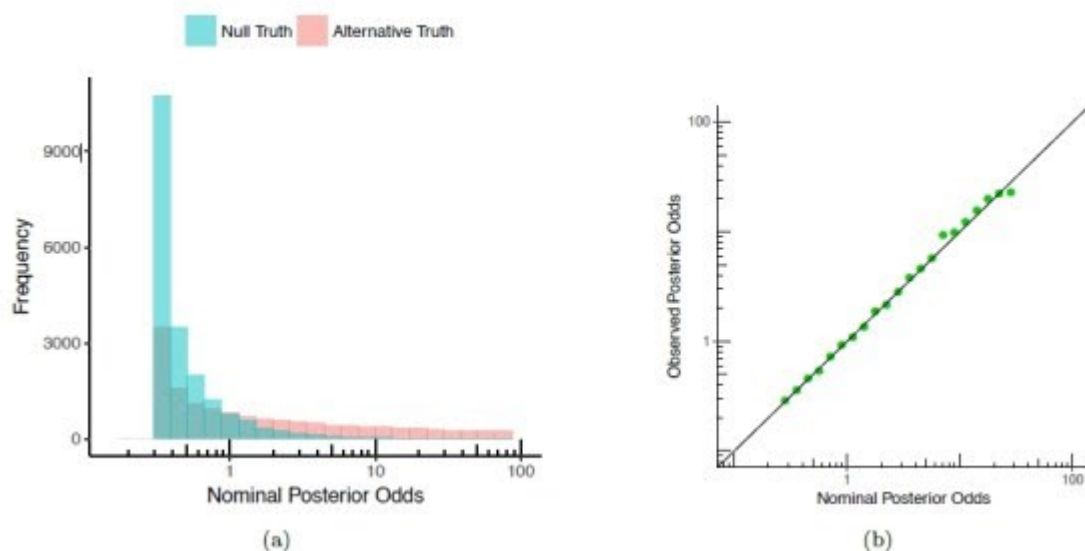 Null Truth Alternative Truth
9000
6000
3000
0
Frequency
1 10 100
Nominal Posterior Odds
(a)
100
1
Observed Posterior Odds
1 100
Nominal Posterior Odds
(b)